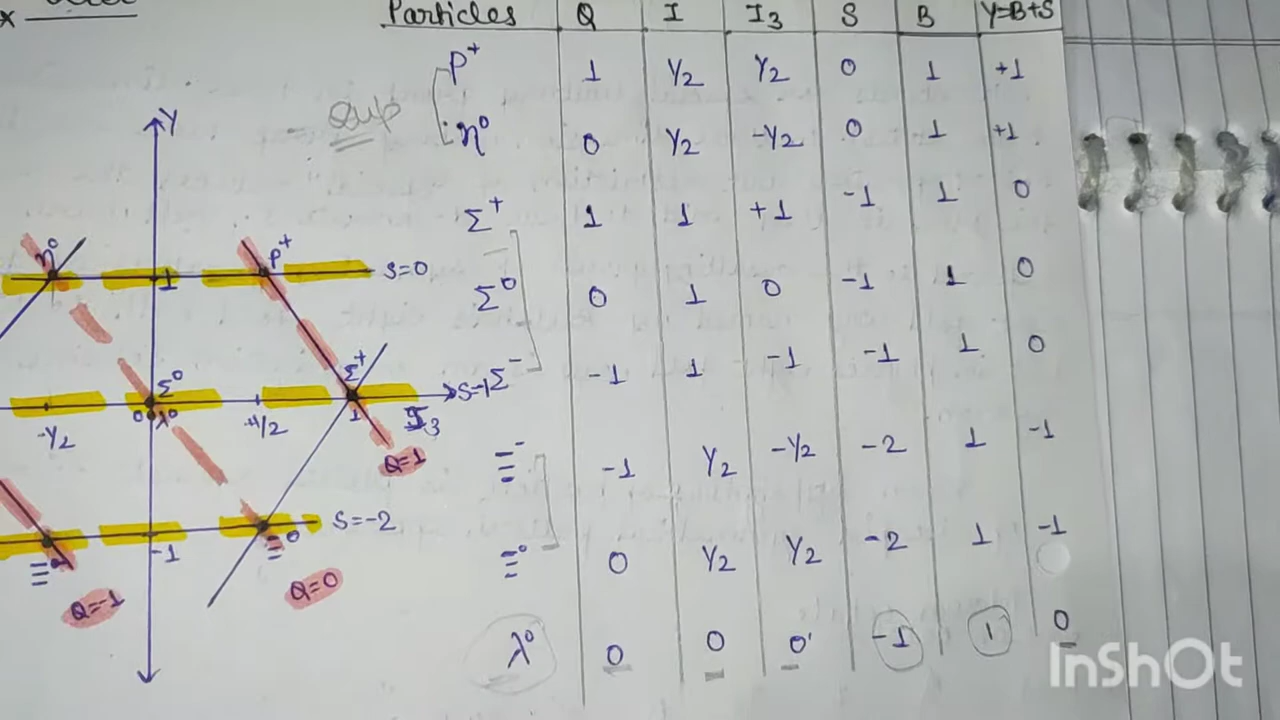 Particles Q I I3 S B Y=B+S
P+ 1 1/2 1/2 0 1 +1
η0 0 1/2 -1/2 0 1 +1
Σ+ 1 1 +1 -1 1 0
Σ0 0 1 0 -1 1 0
Σ- -1 1 -1 -1 1 0
Ξ- -1 1/2 -1/2 -2 1 -1
Ξ0 0 1/2 1/2 -2 1 -1
λ0 0 0 0 -1 1 0
Y
η0 P+
1 S=0
Σ0 Σ+ S=-1
-1/2 0 λ0 +1/2 1 I3
Q=1
S=-2
-1
Ξ- Ξ0
Q=-1 Q=0
InShOt